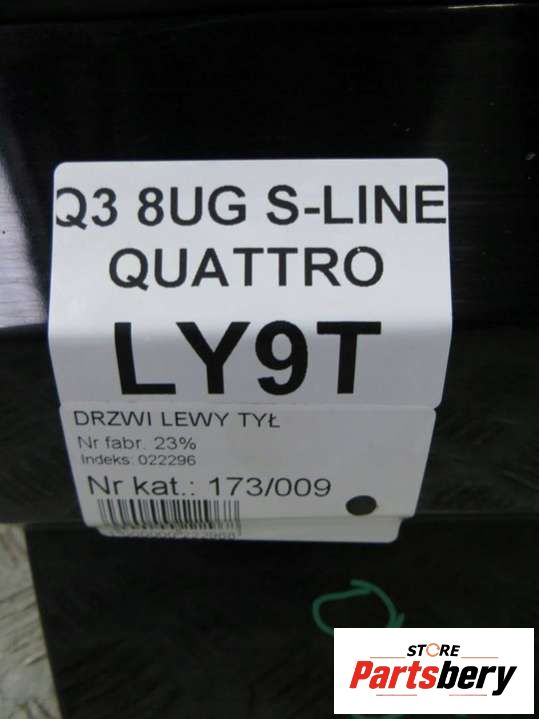 Q3 8UG S-LINE
QUATTRO
LY9T
DRZWI LEWY TYŁ
Nr fabr. 23%
Indeks: 022296
Nr kat.: 173/009
STORE
Partsbery